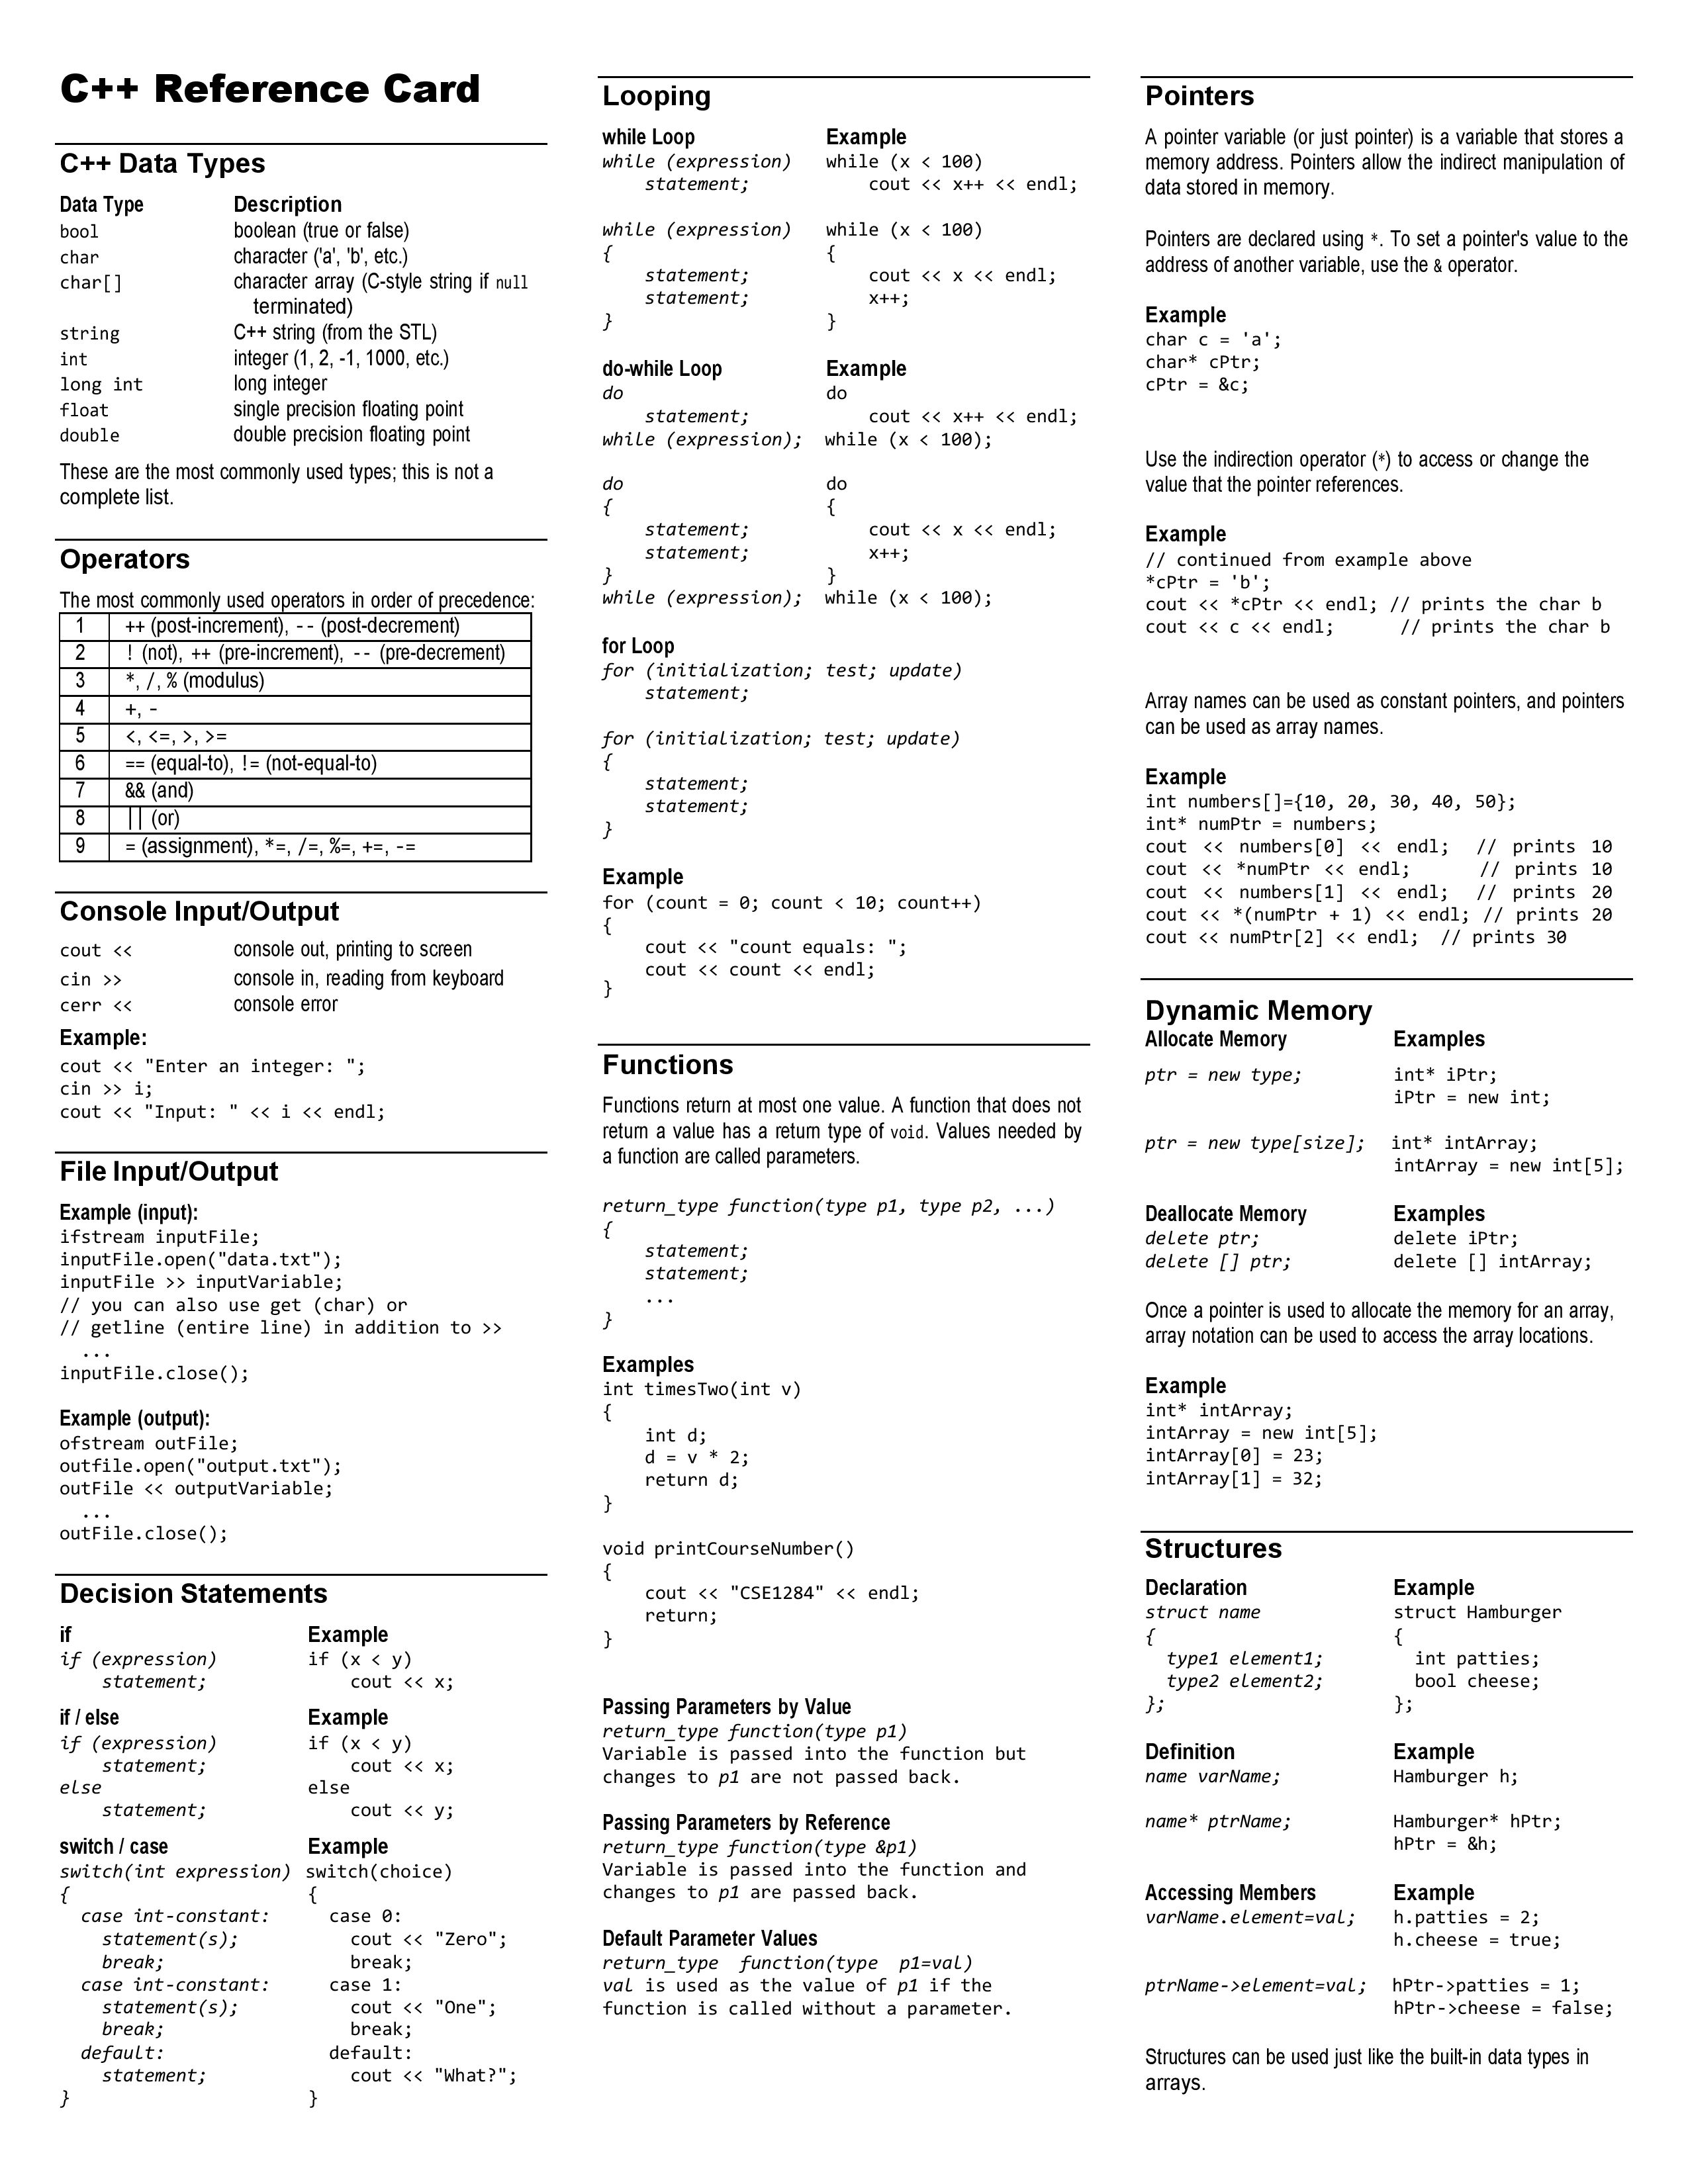 C++ Reference Card
C++ Data Types
Data Type Description
bool boolean (true or false)
char character ('a', 'b', etc.)
char[] character array (C-style string if null
terminated)
string C++ string (from the STL)
int integer (1, 2, -1, 1000, etc.)
long int long integer
float single precision floating point
double double precision floating point
These are the most commonly used types; this is not a
complete list.
Operators
The most commonly used operators in order of precedence:
1 ++ (post-increment), -- (post-decrement)
2 ! (not), ++ (pre-increment), -- (pre-decrement)
3 *, /, % (modulus)
4 +, -
5 <, <=, >, >=
6 == (equal-to), != (not-equal-to)
7 && (and)
8 || (or)
9 = (assignment), *=, /=, %=, +=, -=
Console Input/Output
cout << console out, printing to screen
cin >> console in, reading from keyboard
cerr << console error
Example:
cout << "Enter an integer: ";
cin >> i;
cout << "Input: " << i << endl;
File Input/Output
Example (input):
ifstream inputFile;
inputFile.open("data.txt");
inputFile >> inputVariable;
// you can also use get (char) or
// getline (entire line) in addition to >>
...
inputFile.close();
Example (output):
ofstream outFile;
outfile.open("output.txt");
outFile << outputVariable;
...
outFile.close();
Decision Statements
if Example
if (expression) if (x < y)
statement; cout << x;
if / else Example
if (expression) if (x < y)
statement; cout << x;
else else
statement; cout << y;
switch / case Example
switch(int expression) switch(choice)
{ {
case int-constant: case 0:
statement(s); cout << "Zero";
break; break;
case int-constant: case 1:
statement(s); cout << "One";
break; break;
default: default:
statement; cout << "What?";
} }
Looping
while Loop Example
while (expression) while (x < 100)
statement; cout << x++ << endl;
while (expression) while (x < 100)
{ {
statement; cout << x << endl;
statement; x++;
} }
do-while Loop Example
do do
statement; cout << x++ << endl;
while (expression); while (x < 100);
do do
{ {
statement; cout << x << endl;
statement; x++;
} }
while (expression); while (x < 100);
for Loop
for (initialization; test; update)
statement;
for (initialization; test; update)
{
statement;
statement;
}
Example
for (count = 0; count < 10; count++)
{
cout << "count equals: ";
cout << count << endl;
}
Functions
Functions return at most one value. A function that does not
return a value has a return type of void. Values needed by
a function are called parameters.
return_type function(type p1, type p2, ...)
{
statement;
statement;
...
}
Examples
int timesTwo(int v)
{
int d;
d = v * 2;
return d;
}
void printCourseNumber()
{
cout << "CSE1284" << endl;
return;
}
Passing Parameters by Value
return_type function(type p1)
Variable is passed into the function but
changes to p1 are not passed back.
Passing Parameters by Reference
return_type function(type &p1)
Variable is passed into the function and
changes to p1 are passed back.
Default Parameter Values
return_type function(type p1=val)
val is used as the value of p1 if the
function is called without a parameter.
Pointers
A pointer variable (or just pointer) is a variable that stores a
memory address. Pointers allow the indirect manipulation of
data stored in memory.
Pointers are declared using *. To set a pointer's value to the
address of another variable, use the & operator.
Example
char c = 'a';
char* cPtr;
cPtr = &c;
Use the indirection operator (*) to access or change the
value that the pointer references.
Example
// continued from example above
*cPtr = 'b';
cout << *cPtr << endl; // prints the char b
cout << c << endl; // prints the char b
Array names can be used as constant pointers, and pointers
can be used as array names.
Example
int numbers[]={10, 20, 30, 40, 50};
int* numPtr = numbers;
cout << numbers[0] << endl; // prints 10
cout << *numPtr << endl; // prints 10
cout << numbers[1] << endl; // prints 20
cout << *(numPtr + 1) << endl; // prints 20
cout << numPtr[2] << endl; // prints 30
Dynamic Memory
Allocate Memory Examples
ptr = new type; int* iPtr;
iPtr = new int;
ptr = new type[size]; int* intArray;
intArray = new int[5];
Deallocate Memory Examples
delete ptr; delete iPtr;
delete [] ptr; delete [] intArray;
Once a pointer is used to allocate the memory for an array,
array notation can be used to access the array locations.
Example
int* intArray;
intArray = new int[5];
intArray[0] = 23;
intArray[1] = 32;
Structures
Declaration Example
struct name struct Hamburger
{ {
type1 element1; int patties;
type2 element2; bool cheese;
}; };
Definition Example
name varName; Hamburger h;
name* ptrName; Hamburger* hPtr;
hPtr = &h;
Accessing Members Example
varName.element=val; h.patties = 2;
h.cheese = true;
ptrName->element=val; hPtr->patties = 1;
hPtr->cheese = false;
Structures can be used just like the built-in data types in
arrays.